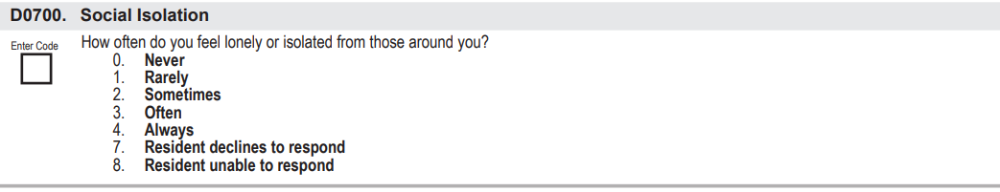 D0700. Social Isolation
Enter Code
How often do you feel lonely or isolated from those around you?
0. Never
1. Rarely
2. Sometimes
3. Often
4. Always
7. Resident declines to respond
8. Resident unable to respond